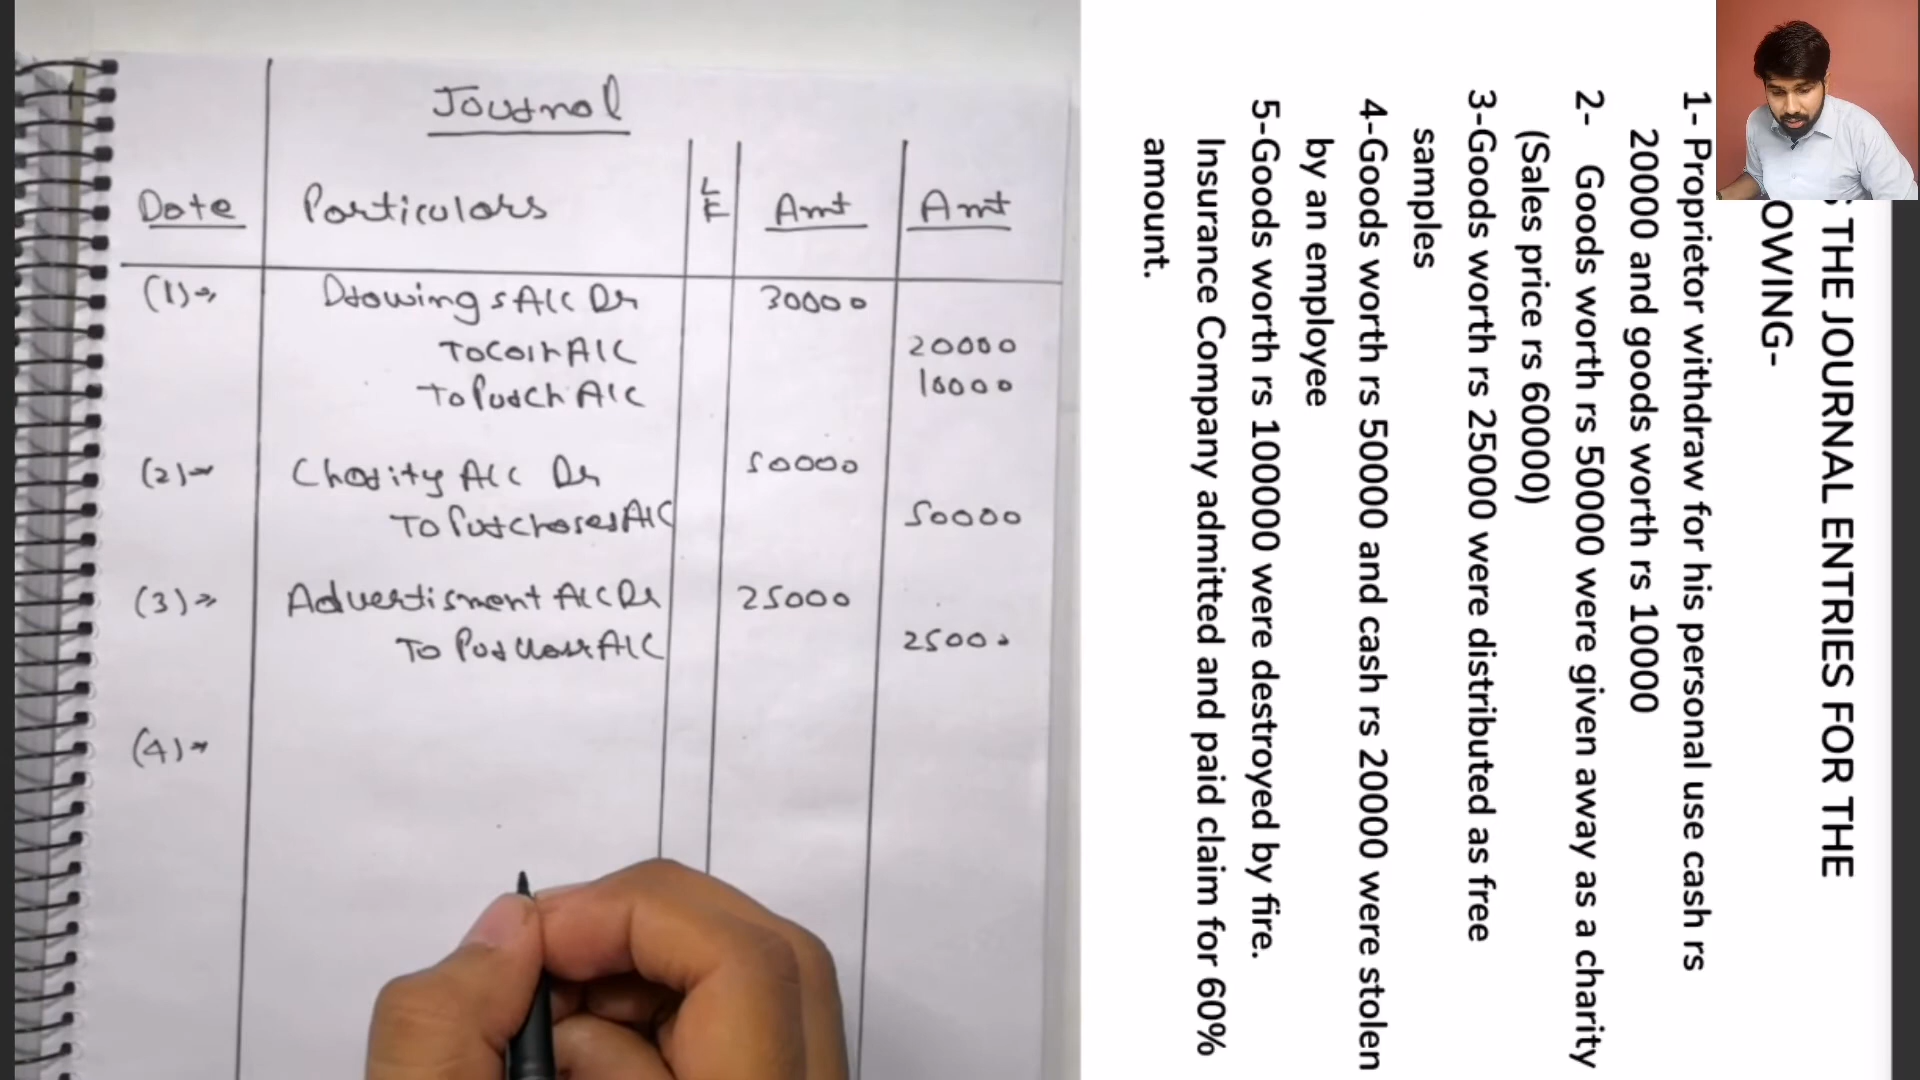 Journal
Date Particulars LF Amt Amt
(1)⇒ Drawings A/c Dr 30000
To Cash A/C 20000
To Purch A/C 10000
(2)⇒ Charity A/c Dr 50000
To Purchases A/C 50000
(3)⇒ Advertisment A/c Dr 25000
To Purchases A/C 25000
(4)⇒
THE JOURNAL ENTRIES FOR THE
OWING-
1- Proprietor withdraw for his personal use cash rs
20000 and goods worth rs 10000
2- Goods worth rs 50000 were given away as a charity
(Sales price rs 60000)
3-Goods worth rs 25000 were distributed as free
samples
4-Goods worth rs 50000 and cash rs 20000 were stolen
by an employee
5-Goods worth rs 100000 were destroyed by fire.
Insurance Company admitted and paid claim for 60%
amount.